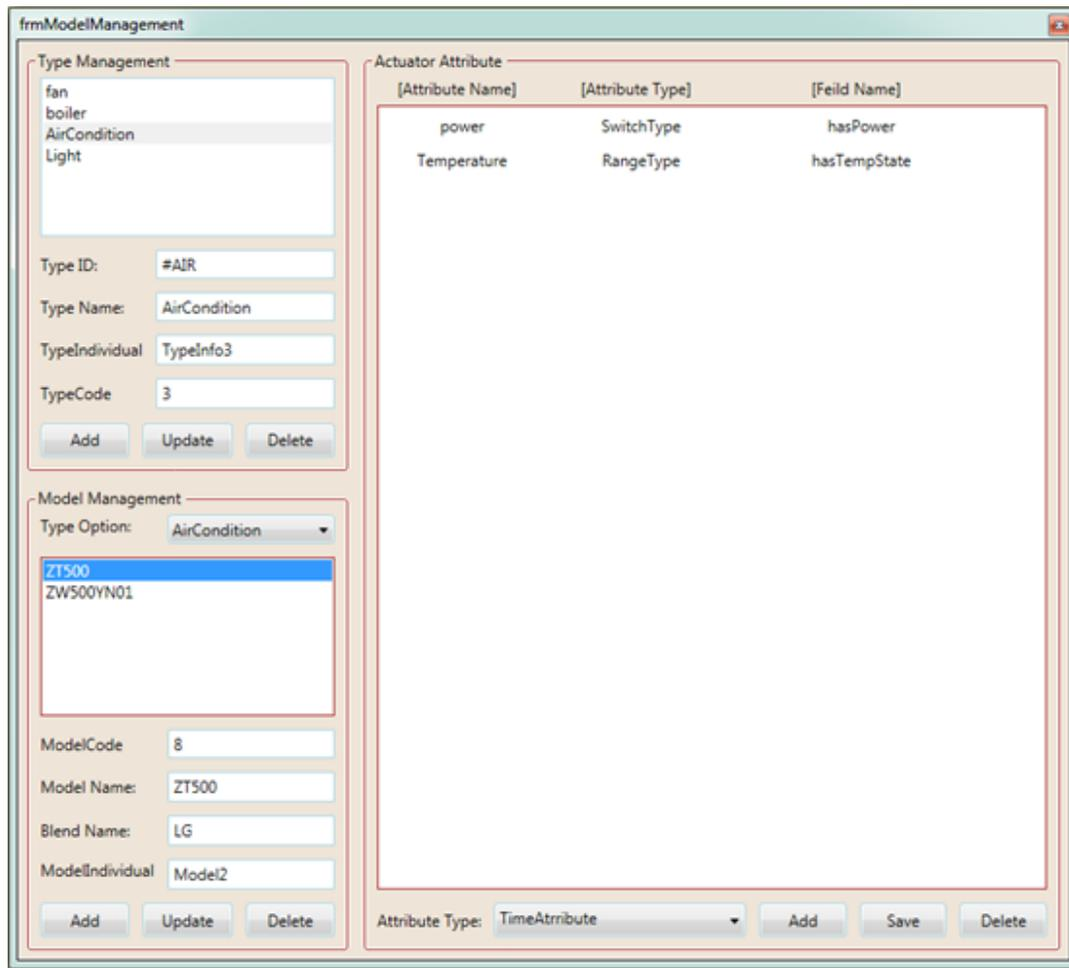 frmModelManagement
Type Management
fan
boiler
AirCondition
Light
Type ID: #AIR
Type Name: AirCondition
TypeIndividual TypeInfo3
TypeCode 3
Add Update Delete
Model Management
Type Option: AirCondition
ZT500
ZW500YN01
ModelCode 8
Model Name: ZT500
Blend Name: LG
ModelIndividual Model2
Add Update Delete
Actuator Attribute
[Attribute Name] [Attribute Type] [Feild Name]
power SwitchType hasPower
Temperature RangeType hasTempState
Attribute Type: TimeAtrribute Add Save Delete